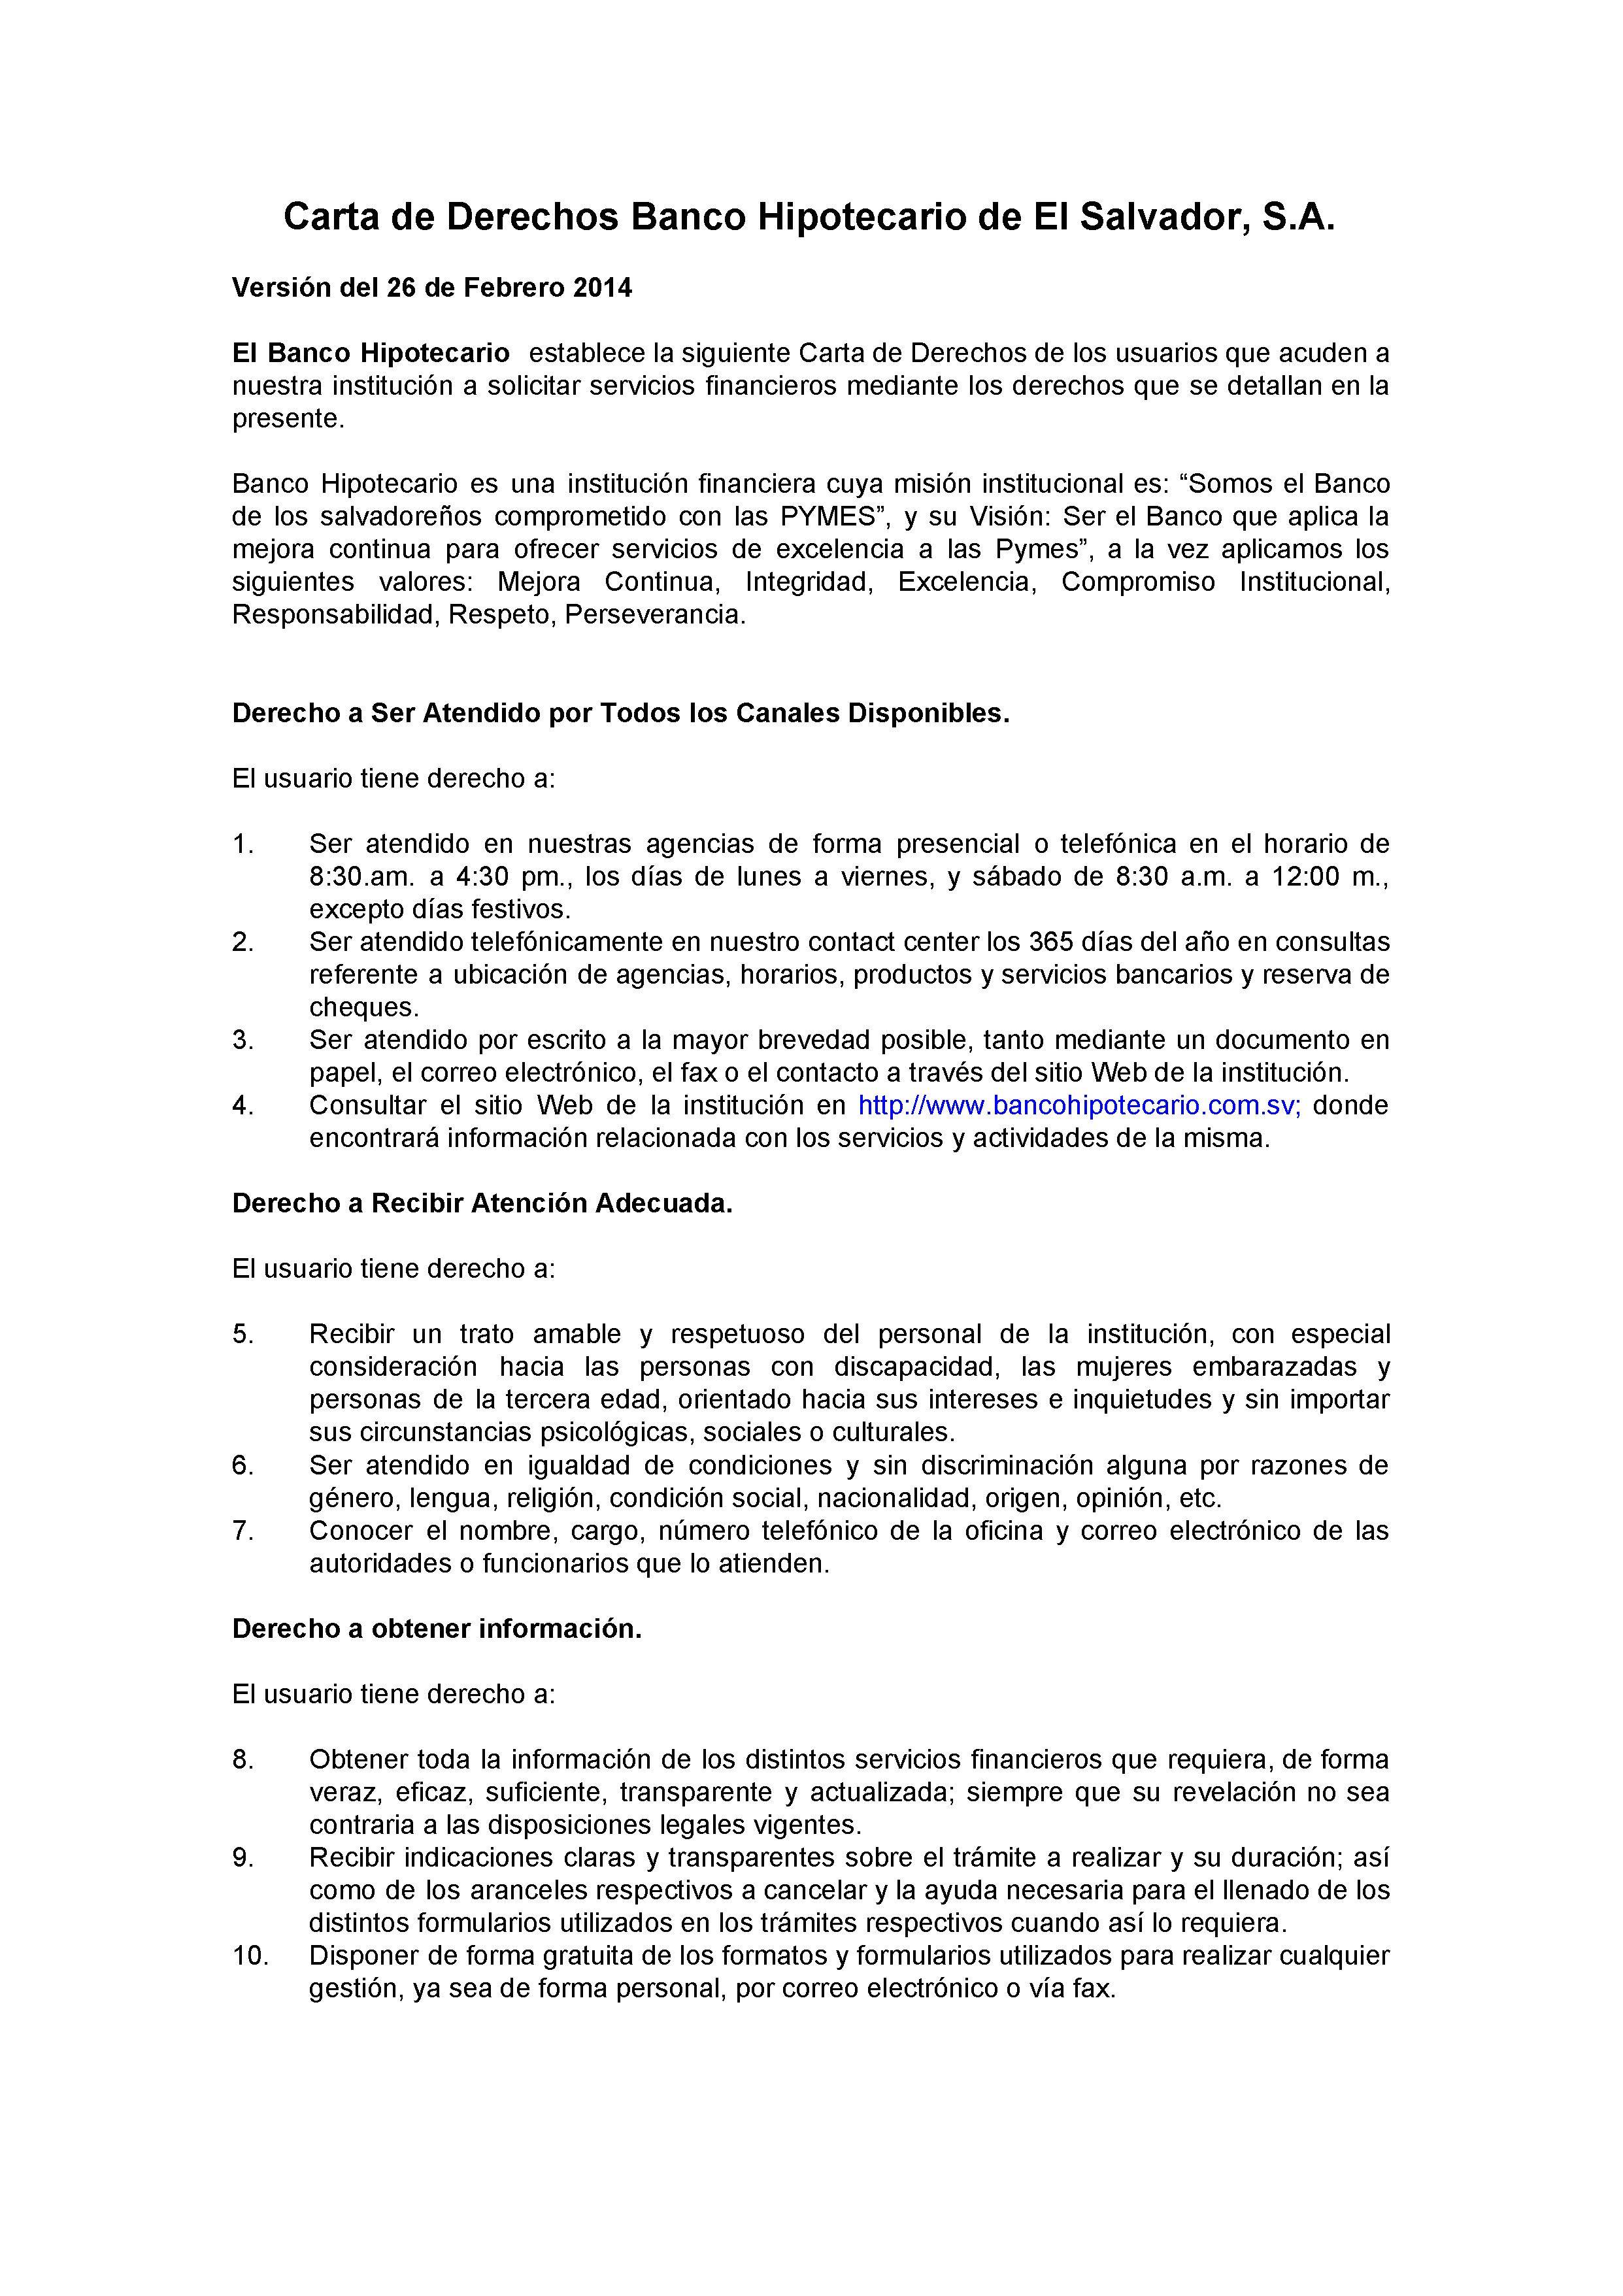 Carta de Derechos Banco Hipotecario de El Salvador, S.A.
Versión del 26 de Febrero 2014
El Banco Hipotecario establece la siguiente Carta de Derechos de los usuarios que acuden a
nuestra institución a solicitar servicios financieros mediante los derechos que se detallan en la
presente.
Banco Hipotecario es una institución financiera cuya misión institucional es: “Somos el Banco
de los salvadoreños comprometido con las PYMES”, y su Visión: Ser el Banco que aplica la
mejora continua para ofrecer servicios de excelencia a las Pymes”, a la vez aplicamos los
siguientes valores: Mejora Continua, Integridad, Excelencia, Compromiso Institucional,
Responsabilidad, Respeto, Perseverancia.
Derecho a Ser Atendido por Todos los Canales Disponibles.
El usuario tiene derecho a:
1. Ser atendido en nuestras agencias de forma presencial o telefónica en el horario de
8:30.am. a 4:30 pm., los días de lunes a viernes, y sábado de 8:30 a.m. a 12:00 m.,
excepto días festivos.
2. Ser atendido telefónicamente en nuestro contact center los 365 días del año en consultas
referente a ubicación de agencias, horarios, productos y servicios bancarios y reserva de
cheques.
3. Ser atendido por escrito a la mayor brevedad posible, tanto mediante un documento en
papel, el correo electrónico, el fax o el contacto a través del sitio Web de la institución.
4. Consultar el sitio Web de la institución en http://www.bancohipotecario.com.sv; donde
encontrará información relacionada con los servicios y actividades de la misma.
Derecho a Recibir Atención Adecuada.
El usuario tiene derecho a:
5. Recibir un trato amable y respetuoso del personal de la institución, con especial
consideración hacia las personas con discapacidad, las mujeres embarazadas y
personas de la tercera edad, orientado hacia sus intereses e inquietudes y sin importar
sus circunstancias psicológicas, sociales o culturales.
6. Ser atendido en igualdad de condiciones y sin discriminación alguna por razones de
género, lengua, religión, condición social, nacionalidad, origen, opinión, etc.
7. Conocer el nombre, cargo, número telefónico de la oficina y correo electrónico de las
autoridades o funcionarios que lo atienden.
Derecho a obtener información.
El usuario tiene derecho a:
8. Obtener toda la información de los distintos servicios financieros que requiera, de forma
veraz, eficaz, suficiente, transparente y actualizada; siempre que su revelación no sea
contraria a las disposiciones legales vigentes.
9. Recibir indicaciones claras y transparentes sobre el trámite a realizar y su duración; así
como de los aranceles respectivos a cancelar y la ayuda necesaria para el llenado de los
distintos formularios utilizados en los trámites respectivos cuando así lo requiera.
10. Disponer de forma gratuita de los formatos y formularios utilizados para realizar cualquier
gestión, ya sea de forma personal, por correo electrónico o vía fax.